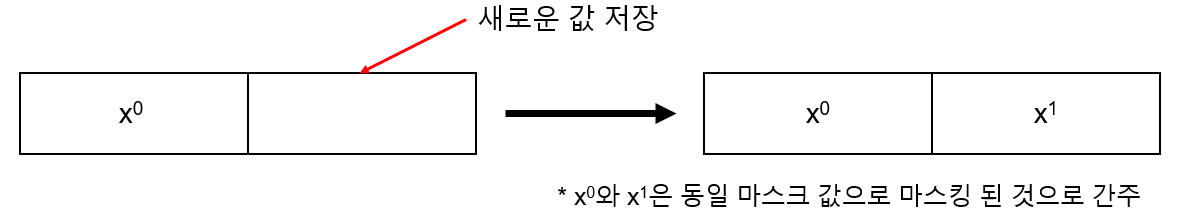 새로운 값 저장
x⁰
x⁰ x¹
* x⁰와 x¹은 동일 마스크 값으로 마스킹 된 것으로 간주